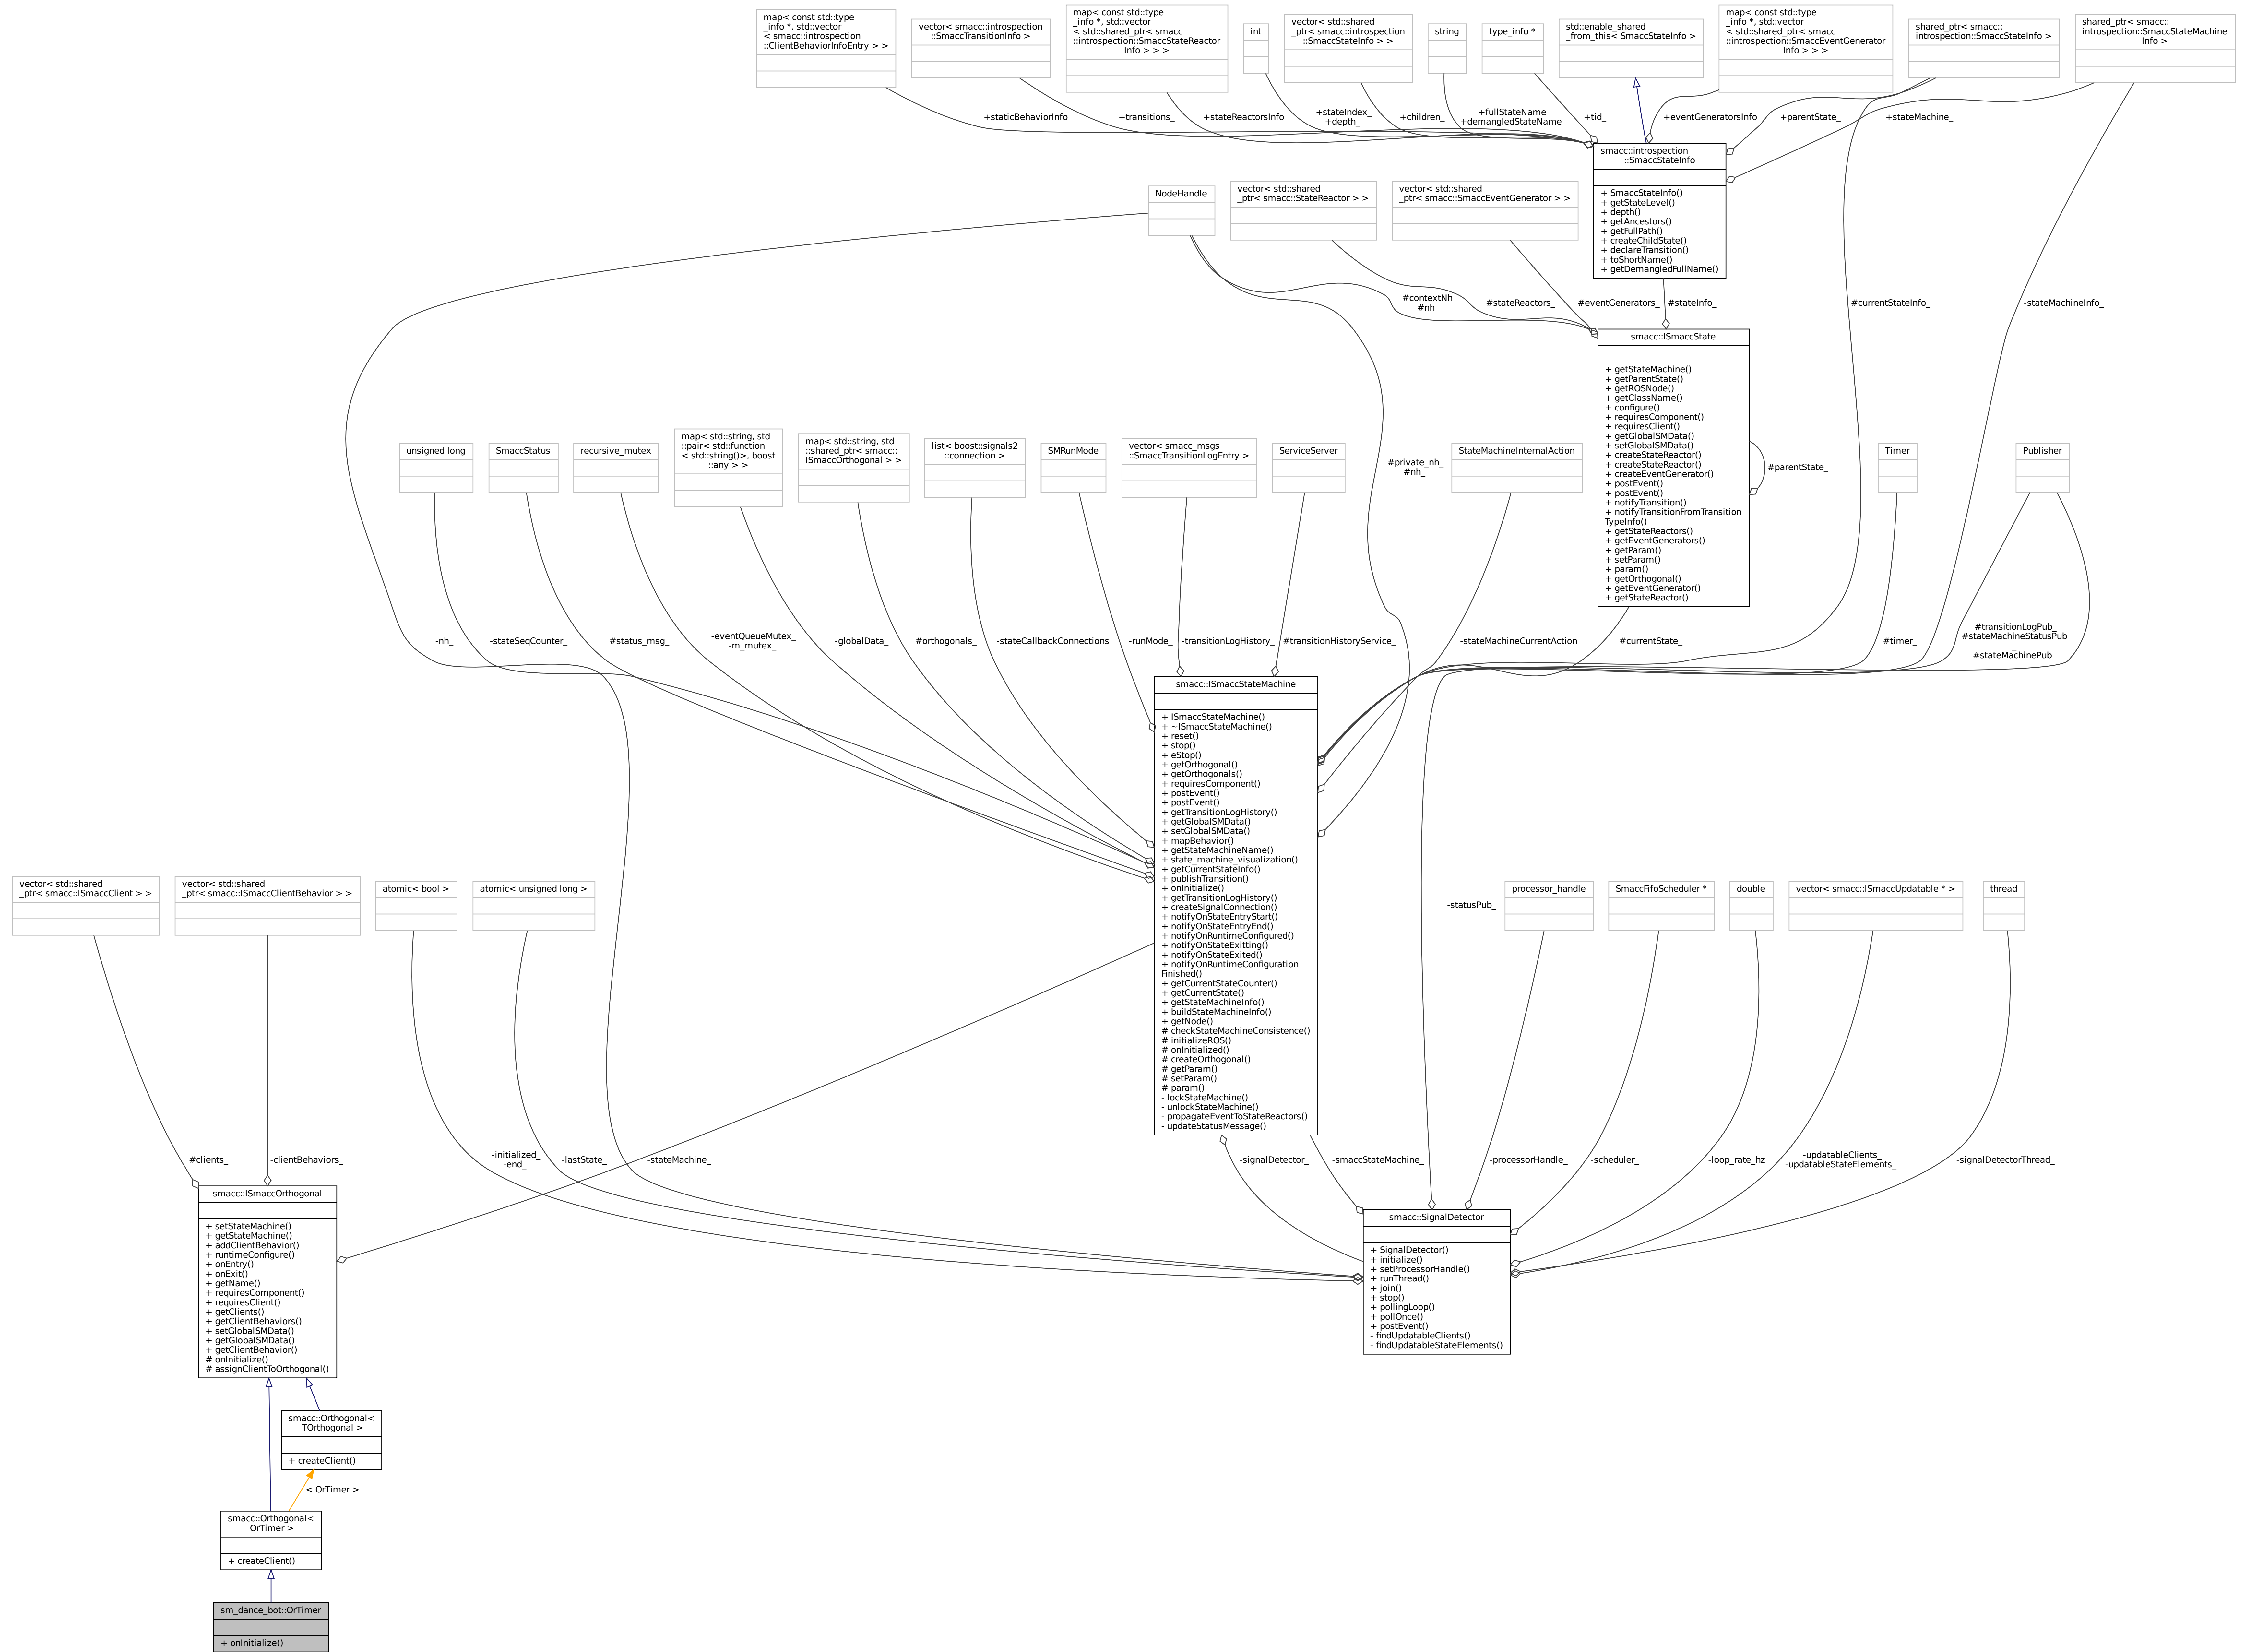 map< const std::type
_info *, std::vector
< smacc::introspection
::ClientBehaviorInfoEntry > >
vector< smacc::introspection
::SmaccTransitionInfo >
map< const std::type
_info *, std::vector
< std::shared_ptr< smacc
::introspection::SmaccStateReactor
Info > > >
int
vector< std::shared
_ptr< smacc::introspection
::SmaccStateInfo > >
string
type_info *
std::enable_shared
_from_this< SmaccStateInfo >
map< const std::type
_info *, std::vector
< std::shared_ptr< smacc
::introspection::SmaccEventGenerator
Info > > >
shared_ptr< smacc::
introspection::SmaccStateInfo >
shared_ptr< smacc::
introspection::SmaccStateMachine
Info >
+staticBehaviorInfo
+transitions_
+stateReactorsInfo
+stateIndex_
+depth_
+children_
+fullStateName
+demangledStateName
+tid_
+eventGeneratorsInfo
+parentState_
+stateMachine_
smacc::introspection
::SmaccStateInfo
+ SmaccStateInfo()
+ getStateLevel()
+ depth()
+ getAncestors()
+ getFullPath()
+ createChildState()
+ declareTransition()
+ toShortName()
+ getDemangledFullName()
NodeHandle
vector< std::shared
_ptr< smacc::StateReactor > >
vector< std::shared
_ptr< smacc::SmaccEventGenerator > >
#contextNh
#nh
#stateReactors_
#eventGenerators_
#stateInfo_
#currentStateInfo_
-stateMachineInfo_
smacc::ISmaccState
+ getStateMachine()
+ getParentState()
+ getROSNode()
+ getClassName()
+ configure()
+ requiresComponent()
+ requiresClient()
+ getGlobalSMData()
+ setGlobalSMData()
+ createStateReactor()
+ createStateReactor()
+ createEventGenerator()
+ postEvent()
+ postEvent()
+ notifyTransition()
+ notifyTransitionFromTransition
TypeInfo()
+ getStateReactors()
+ getEventGenerators()
+ getParam()
+ setParam()
+ param()
+ getOrthogonal()
+ getEventGenerator()
+ getStateReactor()
#parentState_
unsigned long
SmaccStatus
recursive_mutex
map< std::string, std
::pair< std::function
< std::string()>, boost
::any > >
map< std::string, std
::shared_ptr< smacc::
ISmaccOrthogonal > >
list< boost::signals2
::connection >
SMRunMode
vector< smacc_msgs
::SmaccTransitionLogEntry >
ServiceServer
#private_nh_
#nh_
StateMachineInternalAction
Timer
Publisher
-nh_
-stateSeqCounter_
#status_msg_
-eventQueueMutex_
-m_mutex_
-globalData_
#orthogonals_
-stateCallbackConnections
-runMode_
-transitionLogHistory_
#transitionHistoryService_
-stateMachineCurrentAction
#currentState_
#timer_
#transitionLogPub_
#stateMachineStatusPub
_
#stateMachinePub_
smacc::ISmaccStateMachine
+ ISmaccStateMachine()
+ ~ISmaccStateMachine()
+ reset()
+ stop()
+ eStop()
+ getOrthogonal()
+ getOrthogonals()
+ requiresComponent()
+ postEvent()
+ postEvent()
+ getTransitionLogHistory()
+ getGlobalSMData()
+ setGlobalSMData()
+ mapBehavior()
+ getStateMachineName()
+ state_machine_visualization()
+ getCurrentStateInfo()
+ publishTransition()
+ onInitialize()
+ getTransitionLogHistory()
+ createSignalConnection()
+ notifyOnStateEntryStart()
+ notifyOnStateEntryEnd()
+ notifyOnRuntimeConfigured()
+ notifyOnStateExitting()
+ notifyOnStateExited()
+ notifyOnRuntimeConfiguration
Finished()
+ getCurrentStateCounter()
+ getCurrentState()
+ getStateMachineInfo()
+ buildStateMachineInfo()
+ getNode()
# checkStateMachineConsistence()
# initializeROS()
# onInitialized()
# createOrthogonal()
# getParam()
# setParam()
# param()
- lockStateMachine()
- unlockStateMachine()
- propagateEventToStateReactors()
- updateStatusMessage()
vector< std::shared
_ptr< smacc::ISmaccClient > >
vector< std::shared
_ptr< smacc::ISmaccClientBehavior > >
atomic< bool >
atomic< unsigned long >
-statusPub_
processor_handle
SmaccFifoScheduler *
double
vector< smacc::ISmaccUpdatable * >
thread
#clients_
-clientBehaviors_
-initialized_
-end_
-lastState_
-stateMachine_
-signalDetector_
-smaccStateMachine_
-processorHandle_
-scheduler_
-loop_rate_hz
-updatableClients_
-updatableStateElements_
-signalDetectorThread_
smacc::ISmaccOrthogonal
+ setStateMachine()
+ getStateMachine()
+ addClientBehavior()
+ runtimeConfigure()
+ onEntry()
+ onExit()
+ getName()
+ requiresComponent()
+ requiresClient()
+ getClients()
+ getClientBehaviors()
+ setGlobalSMData()
+ getGlobalSMData()
+ getClientBehavior()
# onInitialize()
# assignClientToOrthogonal()
smacc::SignalDetector
+ SignalDetector()
+ initialize()
+ setProcessorHandle()
+ runThread()
+ join()
+ stop()
+ pollingLoop()
+ pollOnce()
+ postEvent()
- findUpdatableClients()
- findUpdatableStateElements()
smacc::Orthogonal<
TOrthogonal >
+ createClient()
< OrTimer >
smacc::Orthogonal<
OrTimer >
+ createClient()
sm_dance_bot::OrTimer
+ onInitialize()